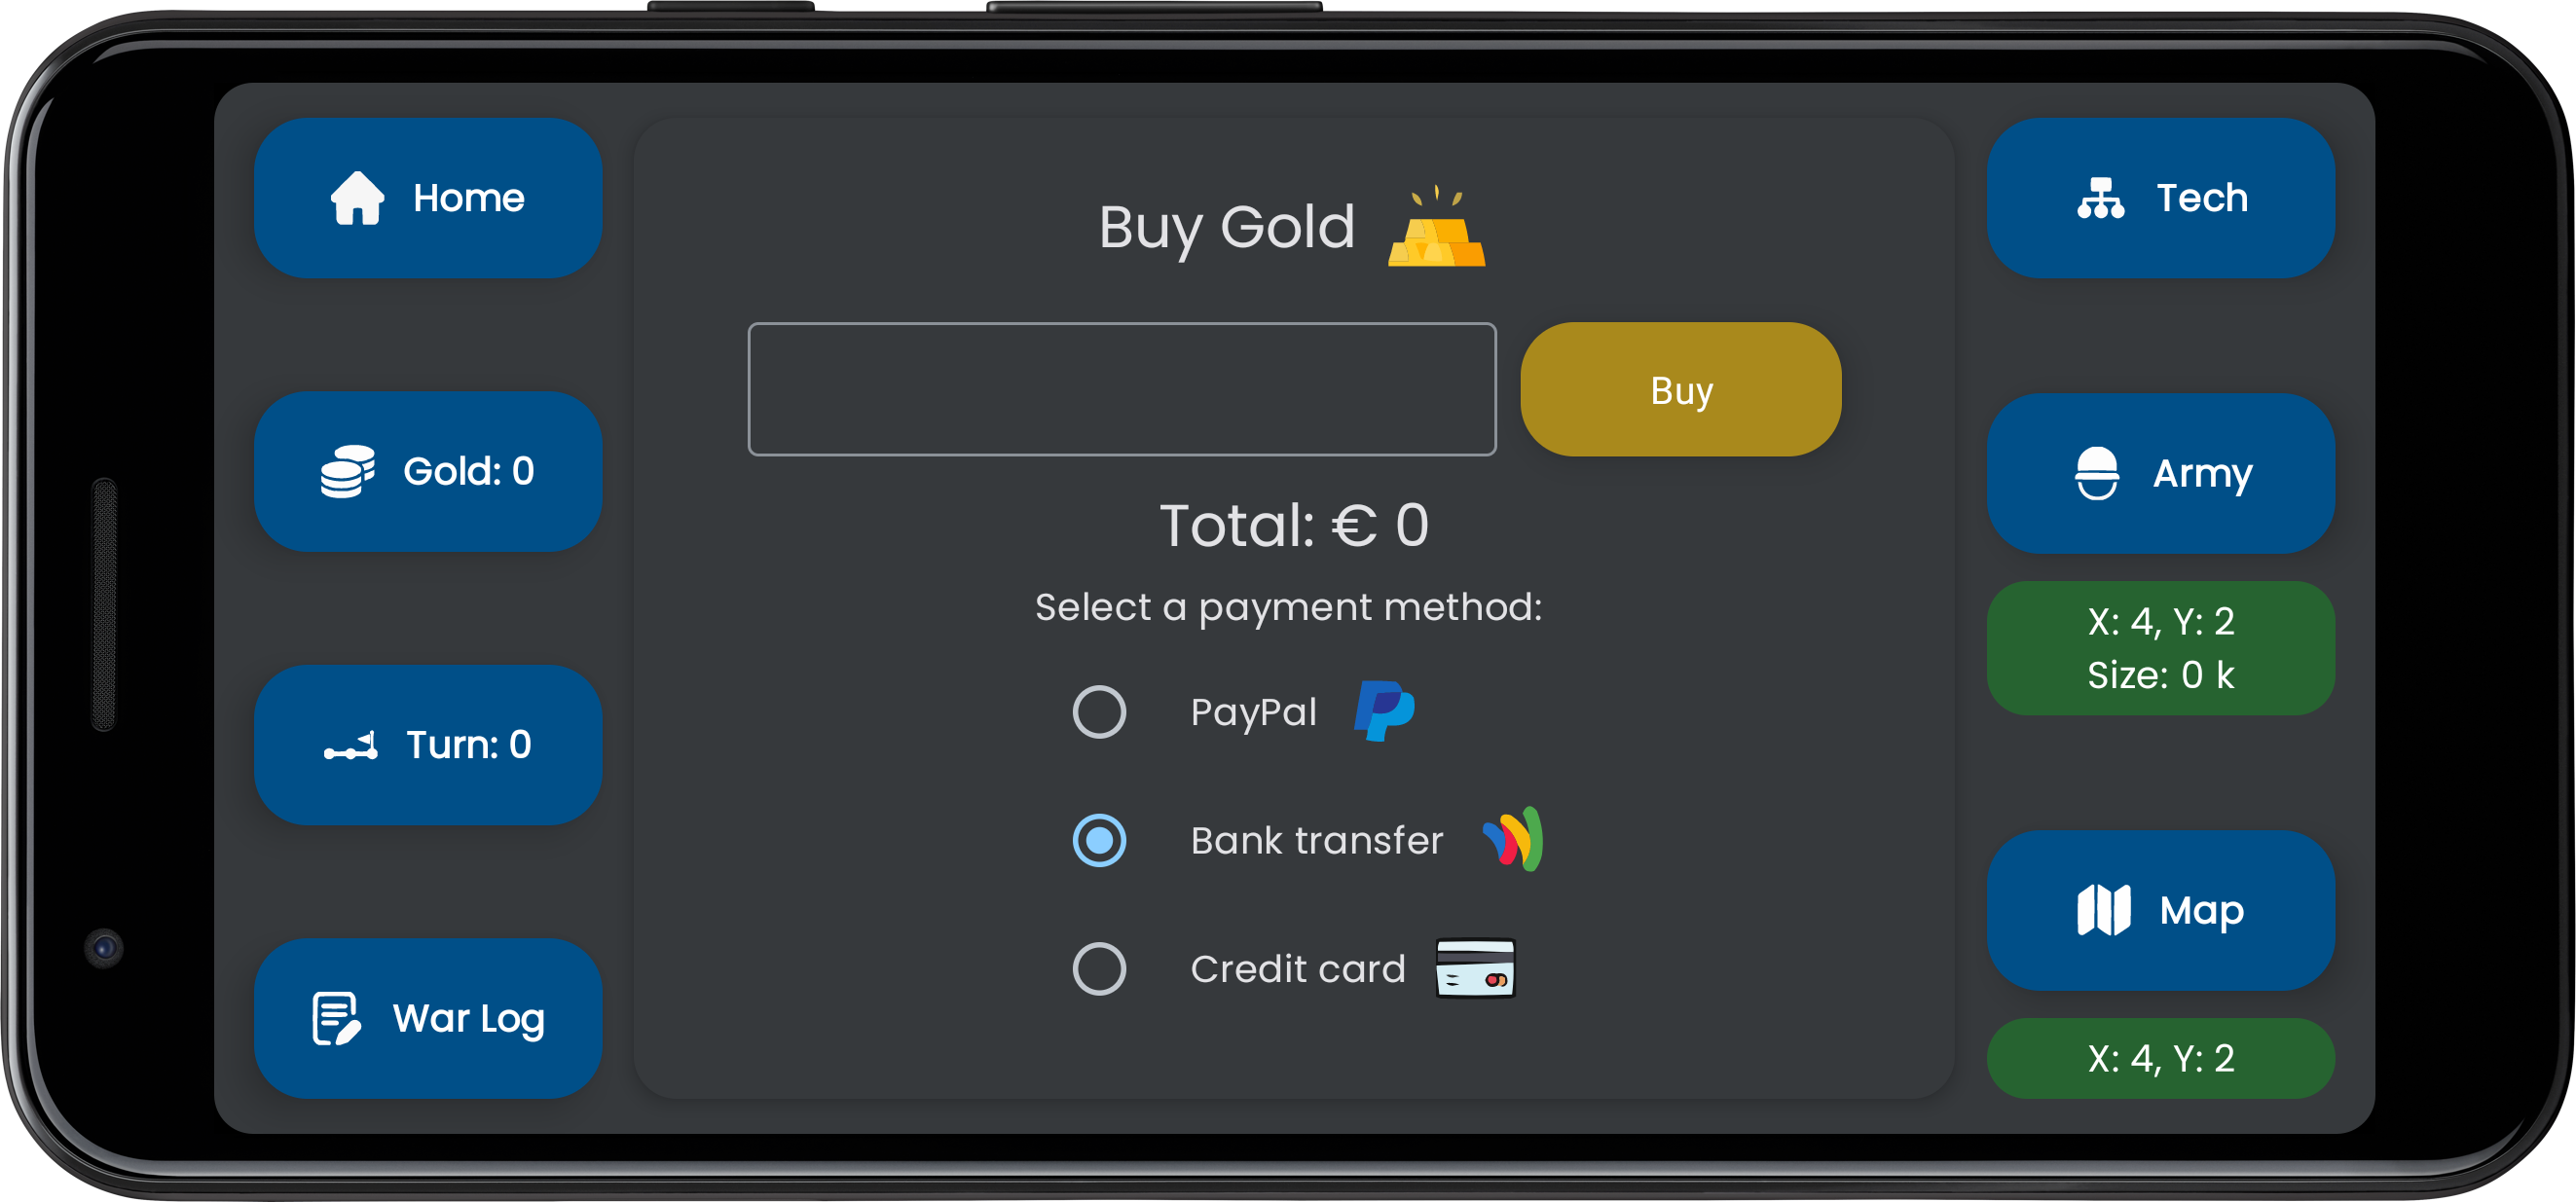 Home
Gold: 0
Turn: 0
War Log
Buy Gold
Buy
Total: € 0
Select a payment method:
PayPal
Bank transfer
Credit card
Tech
Army
X: 4, Y: 2
Size: 0 k
Map
X: 4, Y: 2